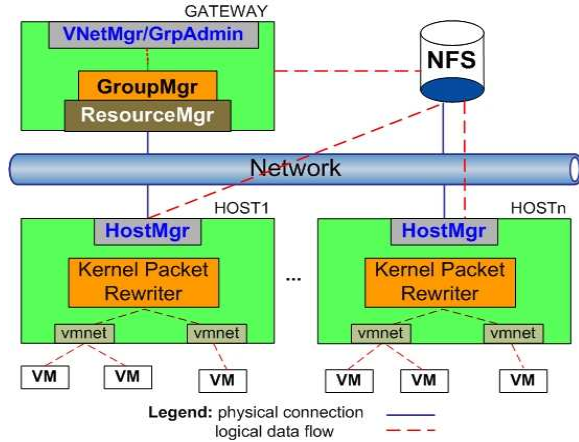 GATEWAY
VNetMgr/GrpAdmin
GroupMgr
ResourceMgr
NFS
Network
HOST1
HostMgr
Kernel Packet
Rewriter
vmnet
vmnet
VM
VM
VM
...
HOSTn
HostMgr
Kernel Packet
Rewriter
vmnet
vmnet
VM
VM
VM
Legend: physical connection
logical data flow